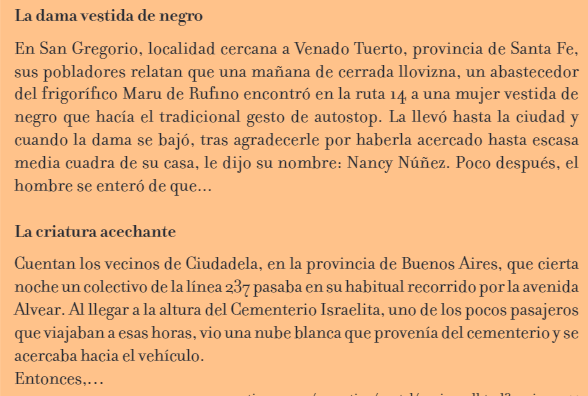 La dama vestida de negro
En San Gregorio, localidad cercana a Venado Tuerto, provincia de Santa Fe,
sus pobladores relatan que una mañana de cerrada llovizna, un abastecedor
del frigorífico Maru de Rufino encontró en la ruta 14 a una mujer vestida de
negro que hacía el tradicional gesto de autostop. La llevó hasta la ciudad y
cuando la dama se bajó, tras agradecerle por haberla acercado hasta escasa
media cuadra de su casa, le dijo su nombre: Nancy Núñez. Poco después, el
hombre se enteró de que...
La criatura acechante
Cuentan los vecinos de Ciudadela, en la provincia de Buenos Aires, que cierta
noche un colectivo de la línea 237 pasaba en su habitual recorrido por la avenida
Alvear. Al llegar a la altura del Cementerio Israelita, uno de los pocos pasajeros
que viajaban a esas horas, vio una nube blanca que provenía del cementerio y se
acercaba hacia el vehículo.
Entonces,...